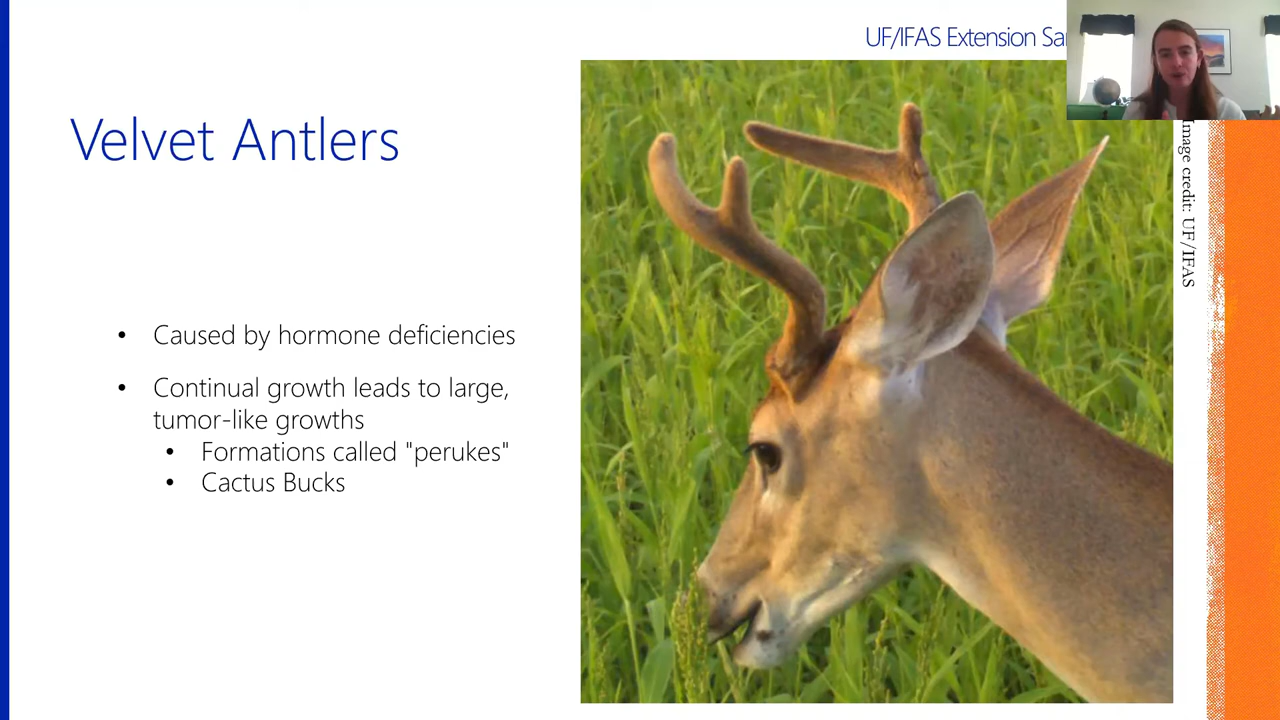 UF/IFAS Extension
Velvet Antlers
Image credit: UF/IFAS
• Caused by hormone deficiencies
• Continual growth leads to large,
tumor-like growths
• Formations called "perukes"
• Cactus Bucks